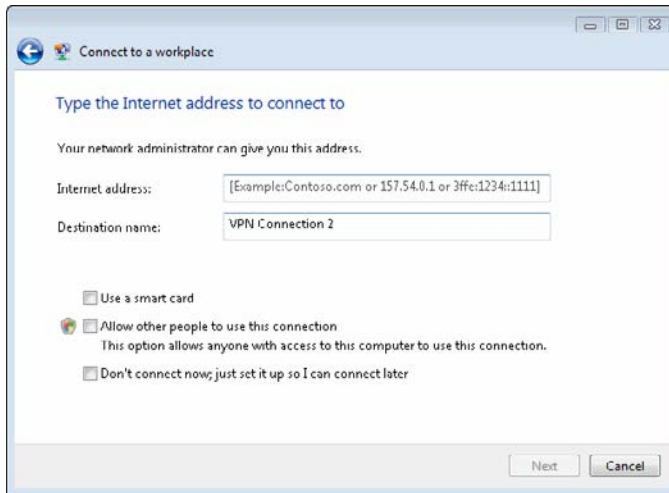 Connect to a workplace
Type the Internet address to connect to
Your network administrator can give you this address.
Internet address: [Example:Contoso.com or 157.54.0.1 or 3ffe:1234::1111]
Destination name: VPN Connection 2
Use a smart card
Allow other people to use this connection
This option allows anyone with access to this computer to use this connection.
Don't connect now; just set it up so I can connect later
Next Cancel